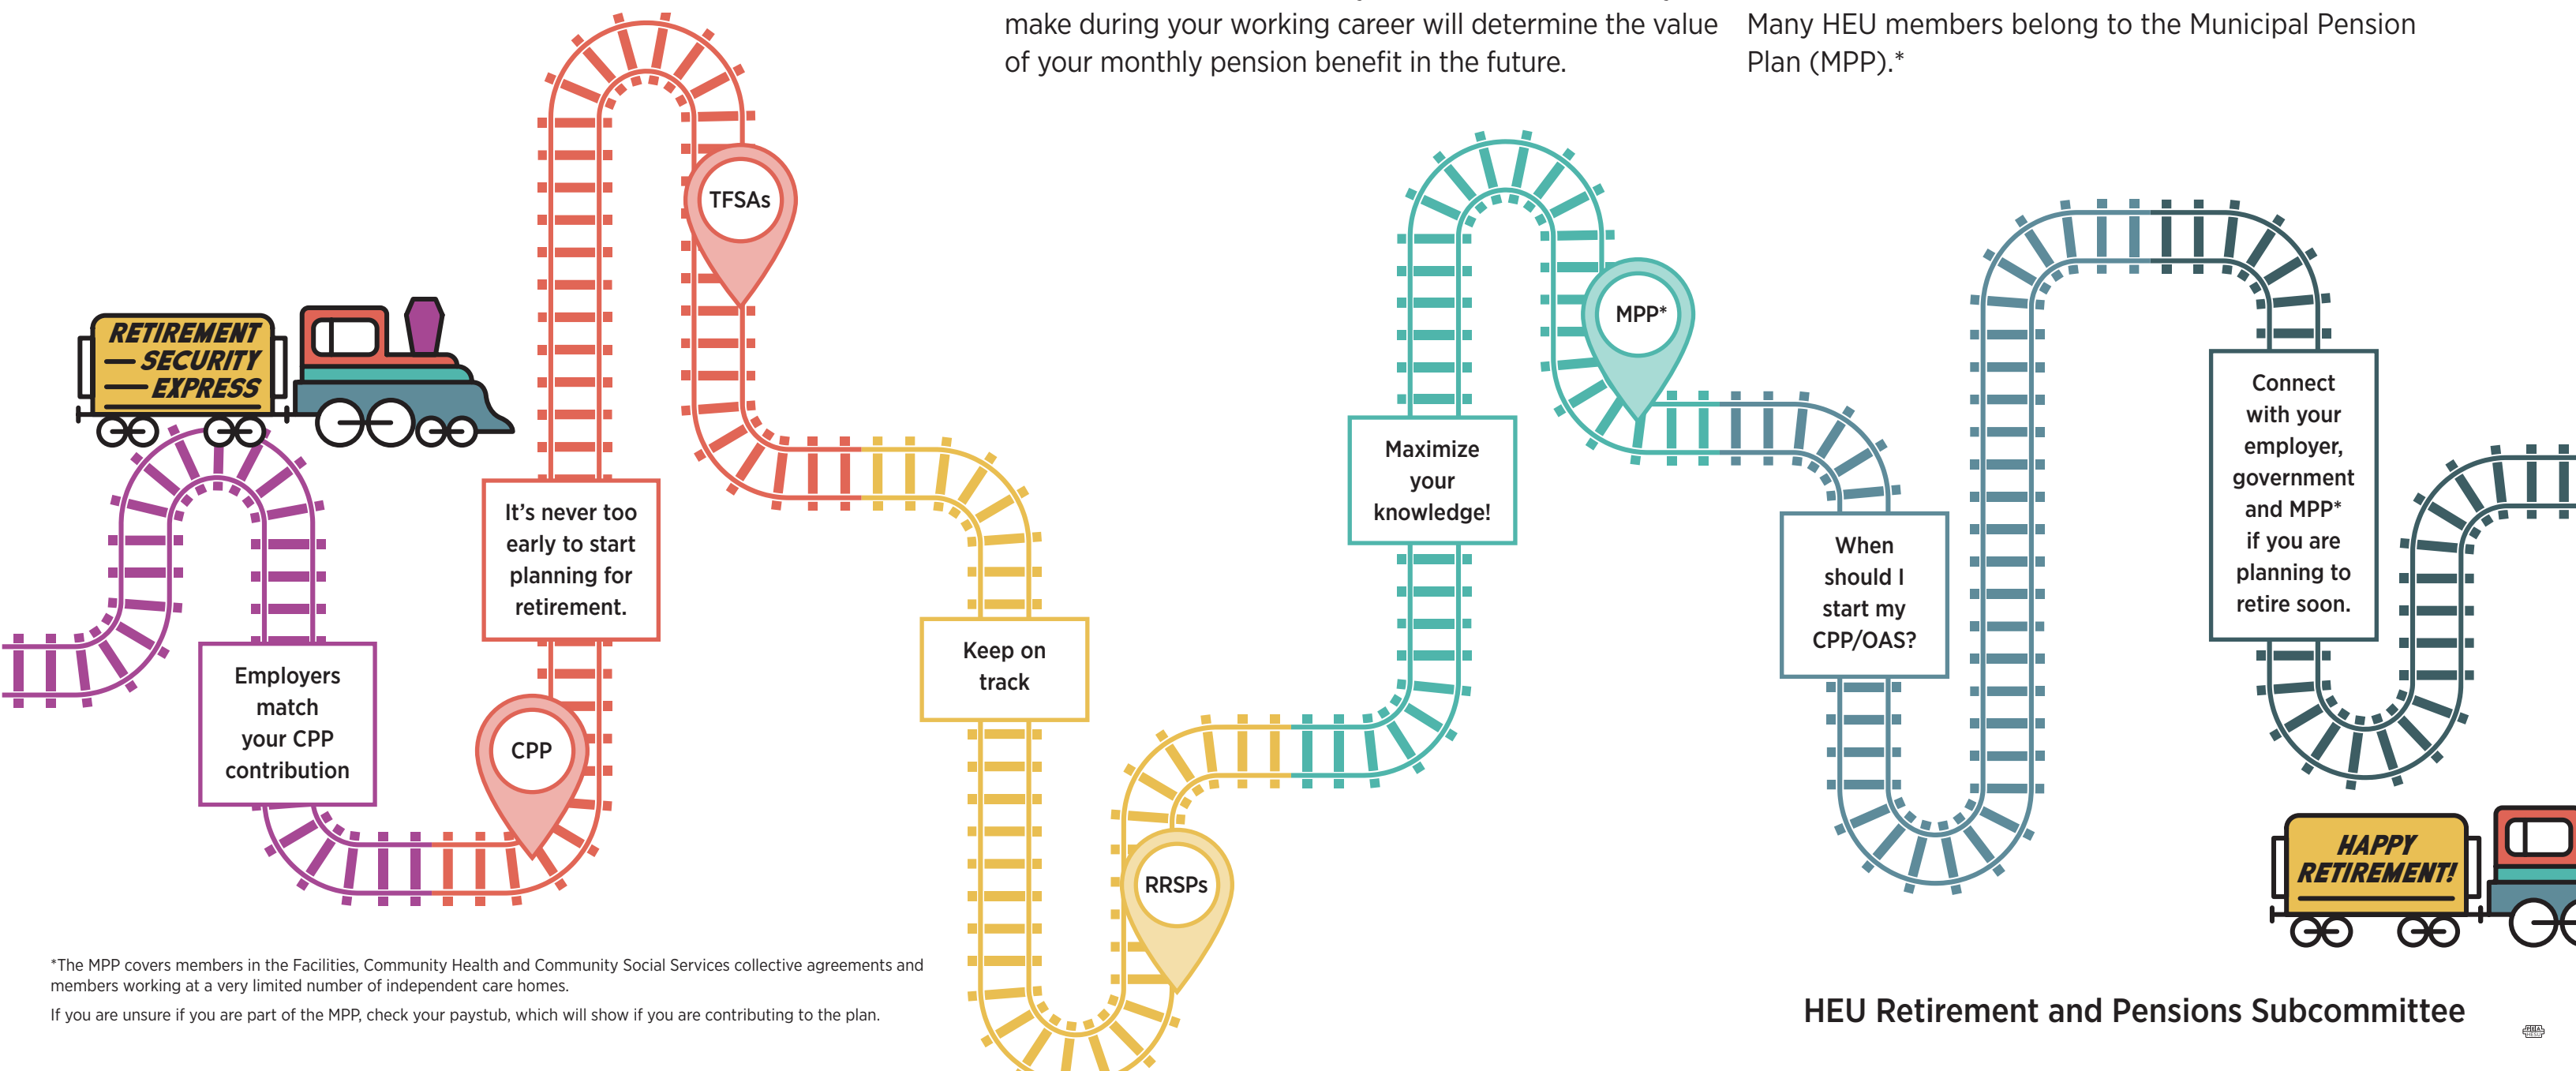 make during your working career will determine the value
of your monthly pension benefit in the future.
Many HEU members belong to the Municipal Pension
Plan (MPP).*
RETIREMENT
SECURITY
EXPRESS
Employers
match
your CPP
contribution
CPP
It’s never too
early to start
planning for
retirement.
TFSAs
Keep on
track
RRSPs
Maximize
your
knowledge!
MPP*
When
should I
start my
CPP/OAS?
Connect
with your
employer,
government
and MPP*
if you are
planning to
retire soon.
HAPPY
RETIREMENT!
*The MPP covers members in the Facilities, Community Health and Community Social Services collective agreements and
members working at a very limited number of independent care homes.
If you are unsure if you are part of the MPP, check your paystub, which will show if you are contributing to the plan.
HEU Retirement and Pensions Subcommittee